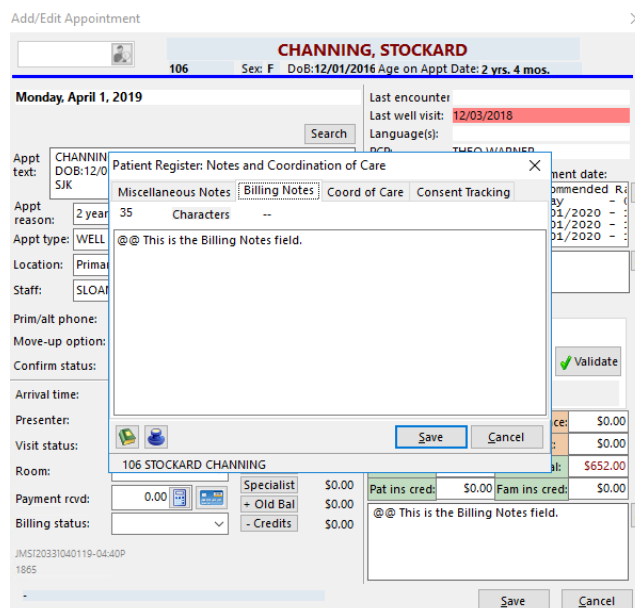 Add/Edit Appointment
CHANNING, STOCKARD
106 Sex: F DoB:12/01/2016 Age on Appt Date: 2 yrs. 4 mos.
Monday, April 1, 2019
Last encounter
Last well visit: 12/03/2018
Search Language(s):
Appt text: CHANNIN
DOB:12/0
SJK
Appt reason: 2 year
Appt type: WELL
Location: Prima
Staff: SLOA
Prim/alt phone:
Move-up option:
Confirm status:
Arrival time:
Presenter:
Visit status:
Room:
Payment rcvd: 0.00
Billing status:
JMS120331040119-04:40P
1865
-
Patient Register: Notes and Coordination of Care
Miscellaneous Notes Billing Notes Coord of Care Consent Tracking
35 Characters --
@@ This is the Billing Notes field.
Save Cancel
106 STOCKARD CHANNING
ment date:
ommended Ra
ay - 
01/2020 -
01/2020 -
01/2020 -
Validate
ce: $0.00
: $0.00
al: $652.00
Specialist $0.00
+ Old Bal $0.00
- Credits $0.00
Pat ins cred: $0.00 Fam ins cred: $0.00
@@ This is the Billing Notes field.
Save Cancel